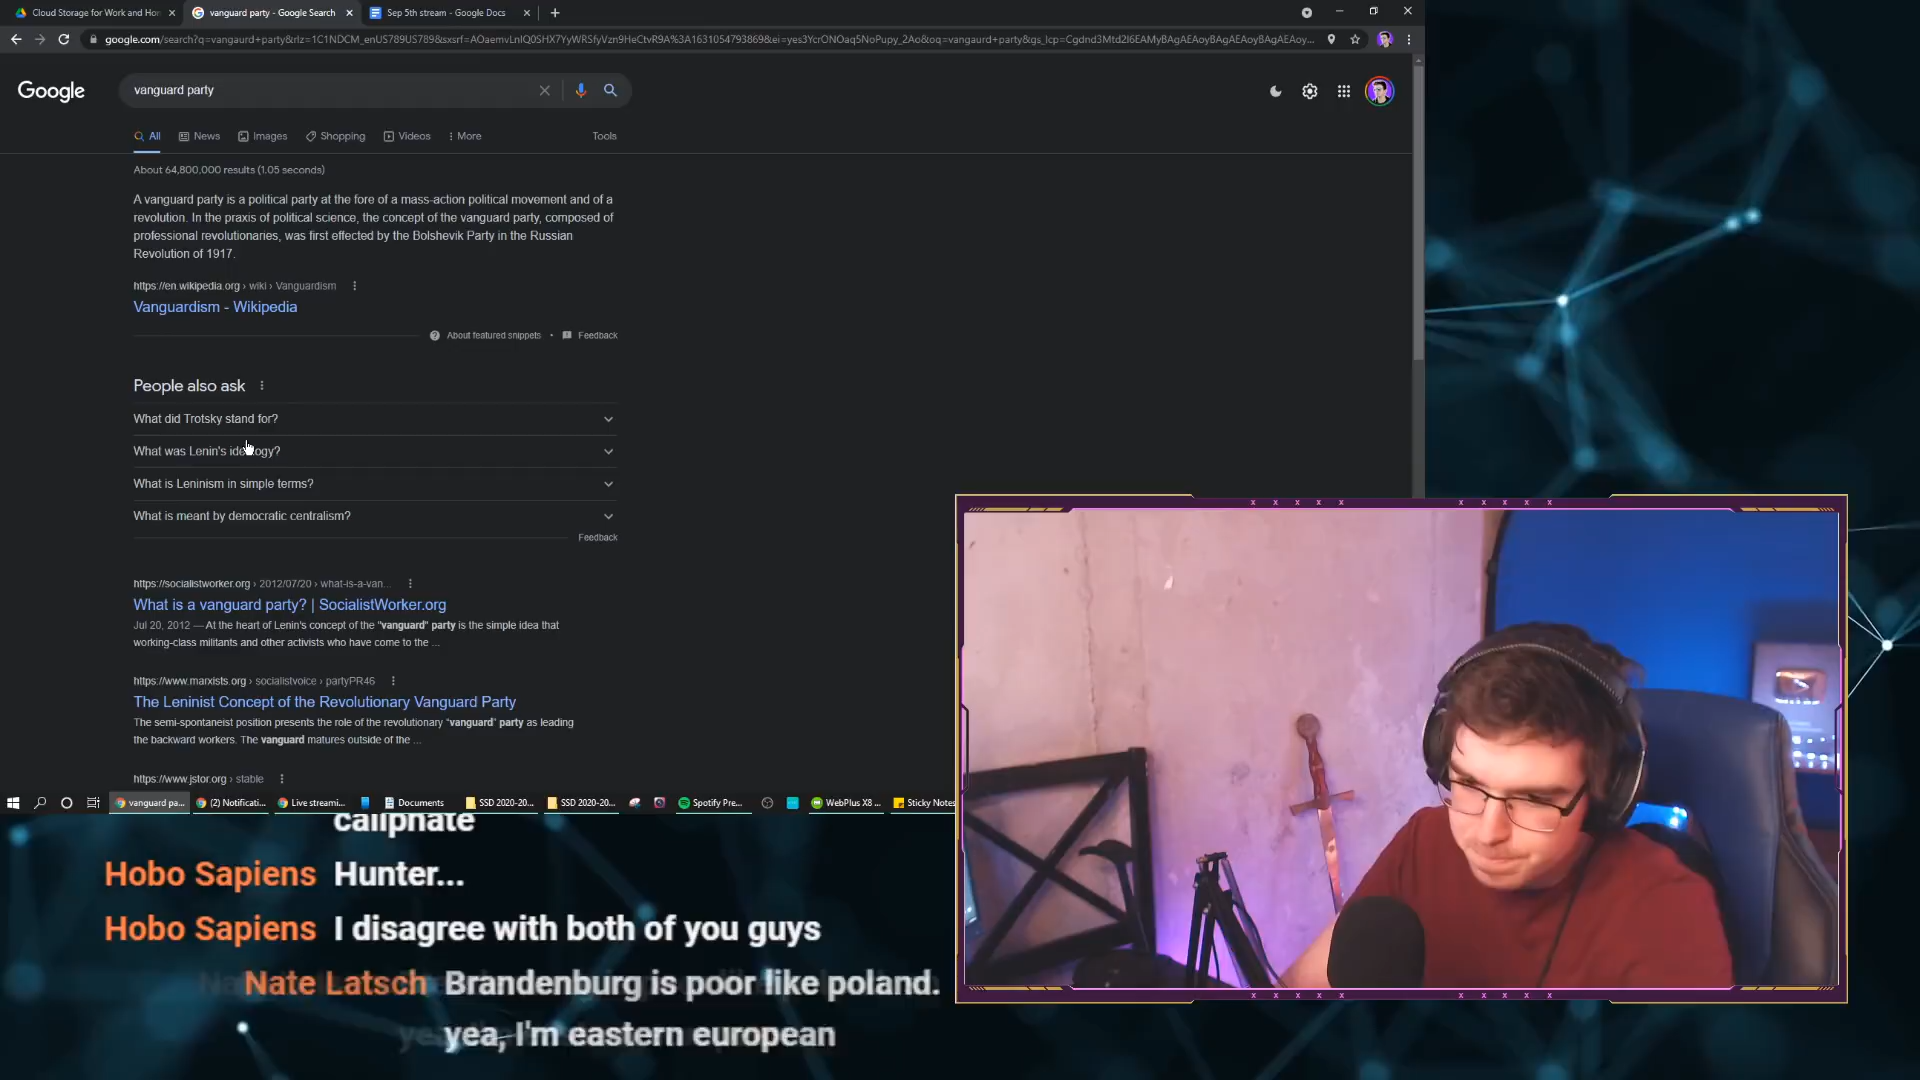 Cloud Storage for Work and Ho
vanguard party - Google Search
Sep 5th stream - Google Docs
Google
vanguard party
All
News
Images
Shopping
Videos
More
Tools
About 64,800,000 results (1.05 seconds)
A vanguard party is a political party at the fore of a mass-action political movement and of a
revolution. In the praxis of political science, the concept of the vanguard party, composed of
professional revolutionaries, was first effected by the Bolshevik Party in the Russian
Revolution of 1917.
https://en.wikipedia.org › wiki › Vanguardism
Vanguardism - Wikipedia
About featured snippets • Feedback
People also ask
What did Trotsky stand for?
What was Lenin's ideology?
What is Leninism in simple terms?
What is meant by democratic centralism?
Feedback
https://socialistworker.org › 2012/07/20 › what-is-a-van...
What is a vanguard party? | SocialistWorker.org
Jul 20, 2012 — At the heart of Lenin's concept of the "vanguard" party is the simple idea that
working-class militants and other activists who have come to the ...
https://www.marxists.org › socialistvoice › partyPR46
The Leninist Concept of the Revolutionary Vanguard Party
The semi-spontaneist position presents the role of the revolutionary "vanguard" party as leading
the backward workers. The vanguard matures outside of the ...
https://www.jstor.org › stable
vanguard pa...
(2) Notificati...
Live streami...
Documents
SSD 2020-20...
SSD 2020-20...
Spotify Pre...
WebPlus X8 ...
Sticky Notes
caliphate
Hobo Sapiens Hunter...
Hobo Sapiens I disagree with both of you guys
Nate Latsch Brandenburg is poor like poland.
yea, I'm eastern european